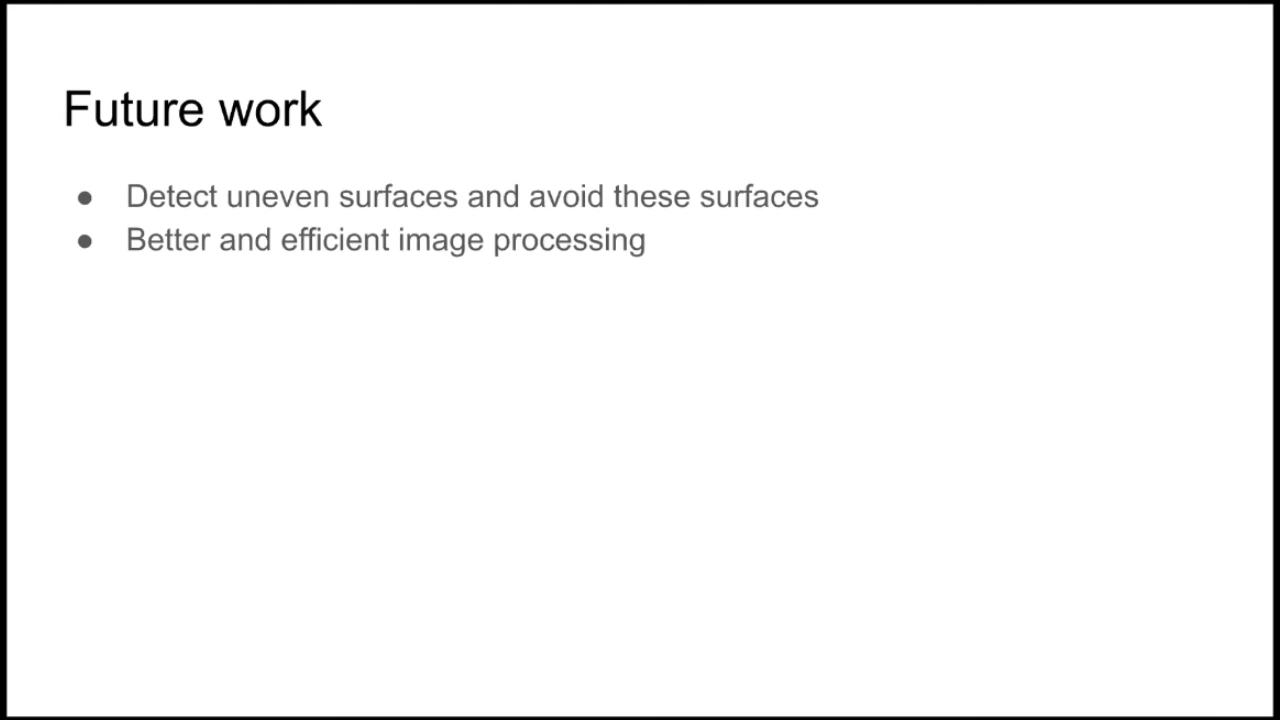 Future work
● Detect uneven surfaces and avoid these surfaces
● Better and efficient image processing